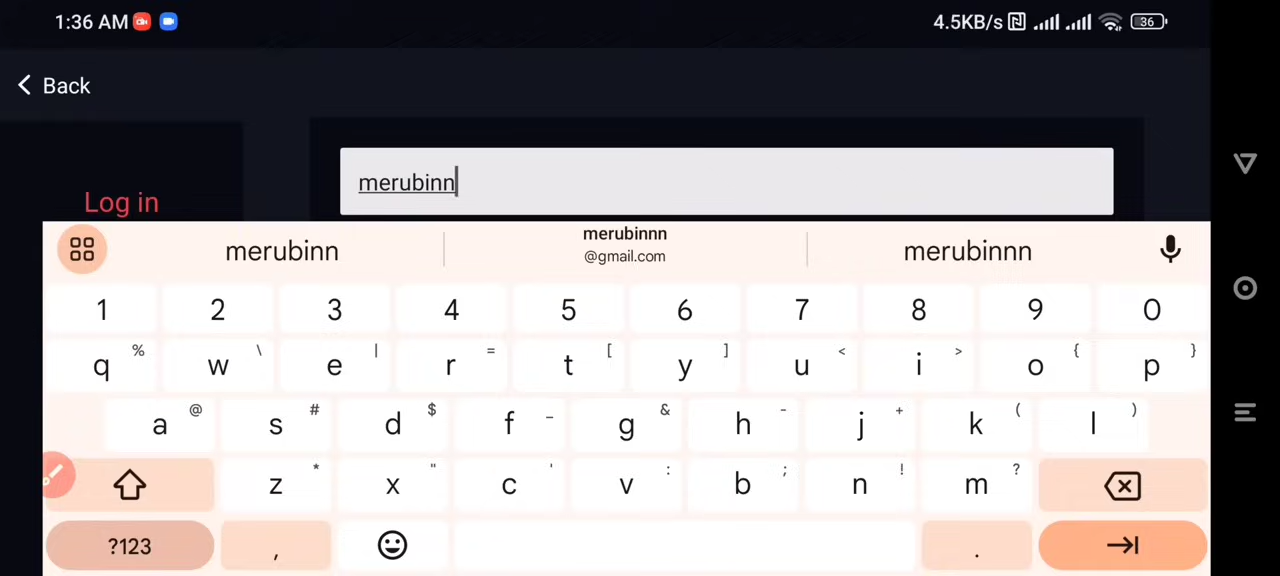 1:36 AM 4.5KB/s 36
Back
merubinn
Log in
merubinn merubinnn merubinnn
@gmail.com
1 2 3 4 5 6 7 8 9 0
q % w \ e | r = t [ y ] u < i > o { p }
a @ s # d $ f _ g & h - j + k ( l )
z * x " c ' v : b ; n ! m ?
?123 , .